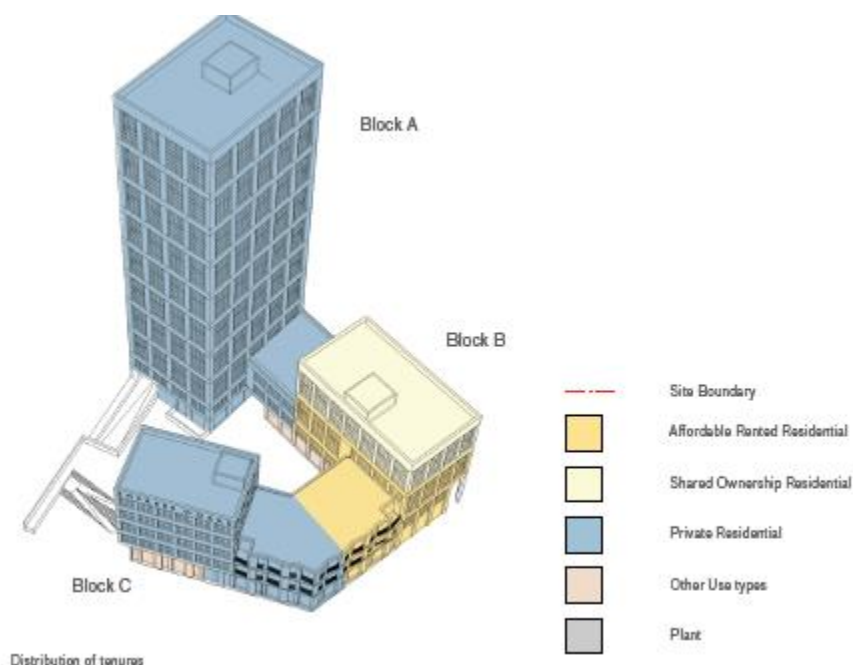 Block A
Block B
Site Boundary
Affordable Rented Residential
Shared Ownership Residential
Private Residential
Other Use types
Block C
Plant
Distribution of tenures